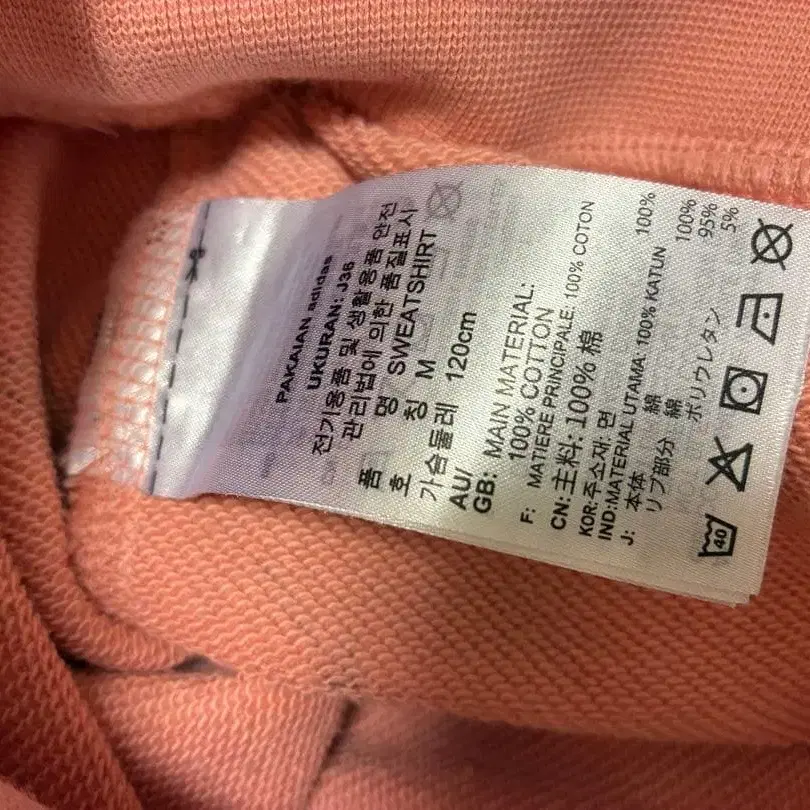 PAKAIAN adidas
UKURAN: J36
전기용품 및 생활용품 안전
관리법에 의한 품질표시
품 명 SWEATSHIRT
호 칭 M
가슴둘레 120cm
AU/
GB: MAIN MATERIAL:
100% COTTON
F: MATIERE PRINCIPALE: 100% COTON
CN: 主料: 100% 棉
KOR: 주소재: 면 100%
IND: MATERIAL UTAMA: 100% KATUN
J: 本体 綿 100%
リブ部分 綿 95%
ポリウレタン 5%
40